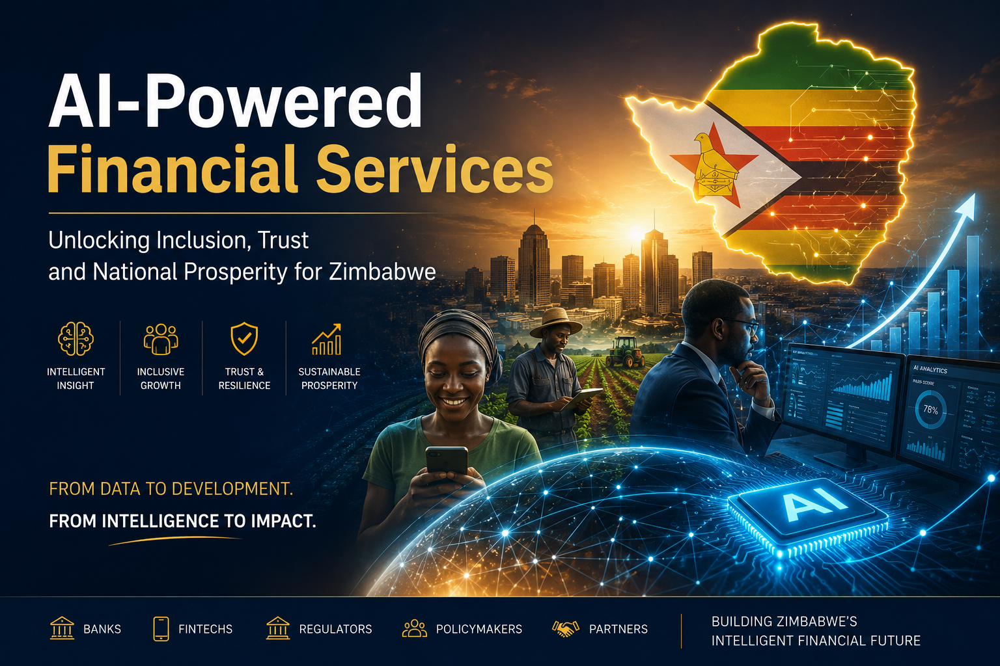 AI-Powered
Financial Services
Unlocking Inclusion, Trust
and National Prosperity for Zimbabwe
INTELLIGENT
INSIGHT
INCLUSIVE
GROWTH
TRUST &
RESILIENCE
SUSTAINABLE
PROSPERITY
FROM DATA TO DEVELOPMENT.
FROM INTELLIGENCE TO IMPACT.
AI ANALYTICS
78%
AI
BANKS
FINTECHS
REGULATORS
POLICYMAKERS
PARTNERS
BUILDING ZIMBABWE'S
INTELLIGENT FINANCIAL FUTURE